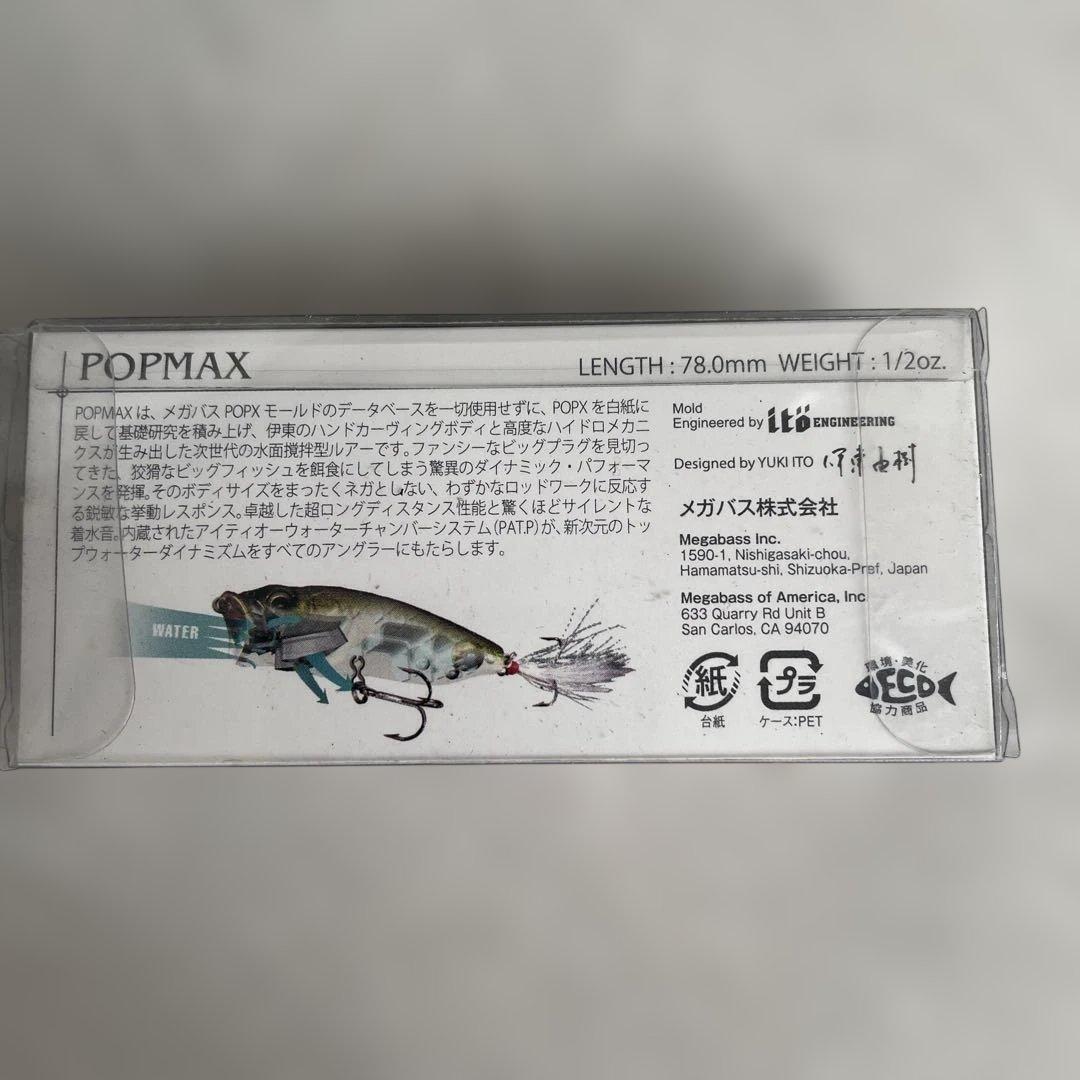 POPMAX
LENGTH : 78.0mm WEIGHT : 1/2oz.
POPMAX は、メガバス POPX モールドのデータベースを一切使用せずに、POPX を白紙に
戻して基礎研究を積み上げ、伊東のハンドカーヴィングボディと高度なハイドロメカニ
クスが生み出した次世代の水面撹拌型ルアーです。ファンシーなビッグプラグを見切っ
てきた、狡猾なビッグフィッシュを餌食にしてしまう驚異のダイナミック・パフォーマ
ンスを発揮。そのボディサイズをまったくネガとしない、わずかなロッドワークに反応す
る鋭敏な挙動レスポンス。卓越した超ロングディスタンス性能と驚くほどサイレントな
着水音。内蔵されたアイティオーウォーターチャンバーシステム(PAT.P)が、新次元のトッ
プウォーターダイナミズムをすべてのアングラーにもたらします。
WATER
Mold
Engineered by itö ENGINEERING
Designed by YUKI ITO 伊東由樹
メガバス株式会社
Megabass Inc.
1590-1, Nishigasaki-chou,
Hamamatsu-shi, Shizuoka-Pref, Japan
Megabass of America, Inc
633 Quarry Rd Unit B
San Carlos, CA 94070
紙
台紙
プラ
ケース:PET
環境・美化
ECO
協力商品